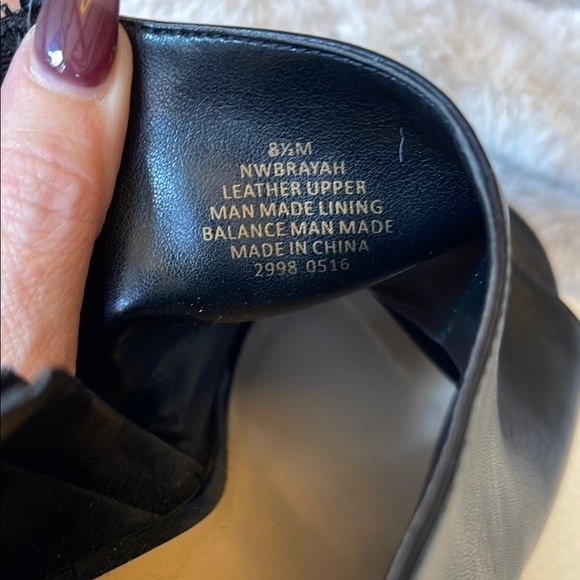 8½M
NWBRAYAH
LEATHER UPPER
MAN MADE LINING
BALANCE MAN MADE
MADE IN CHINA
2998 0516